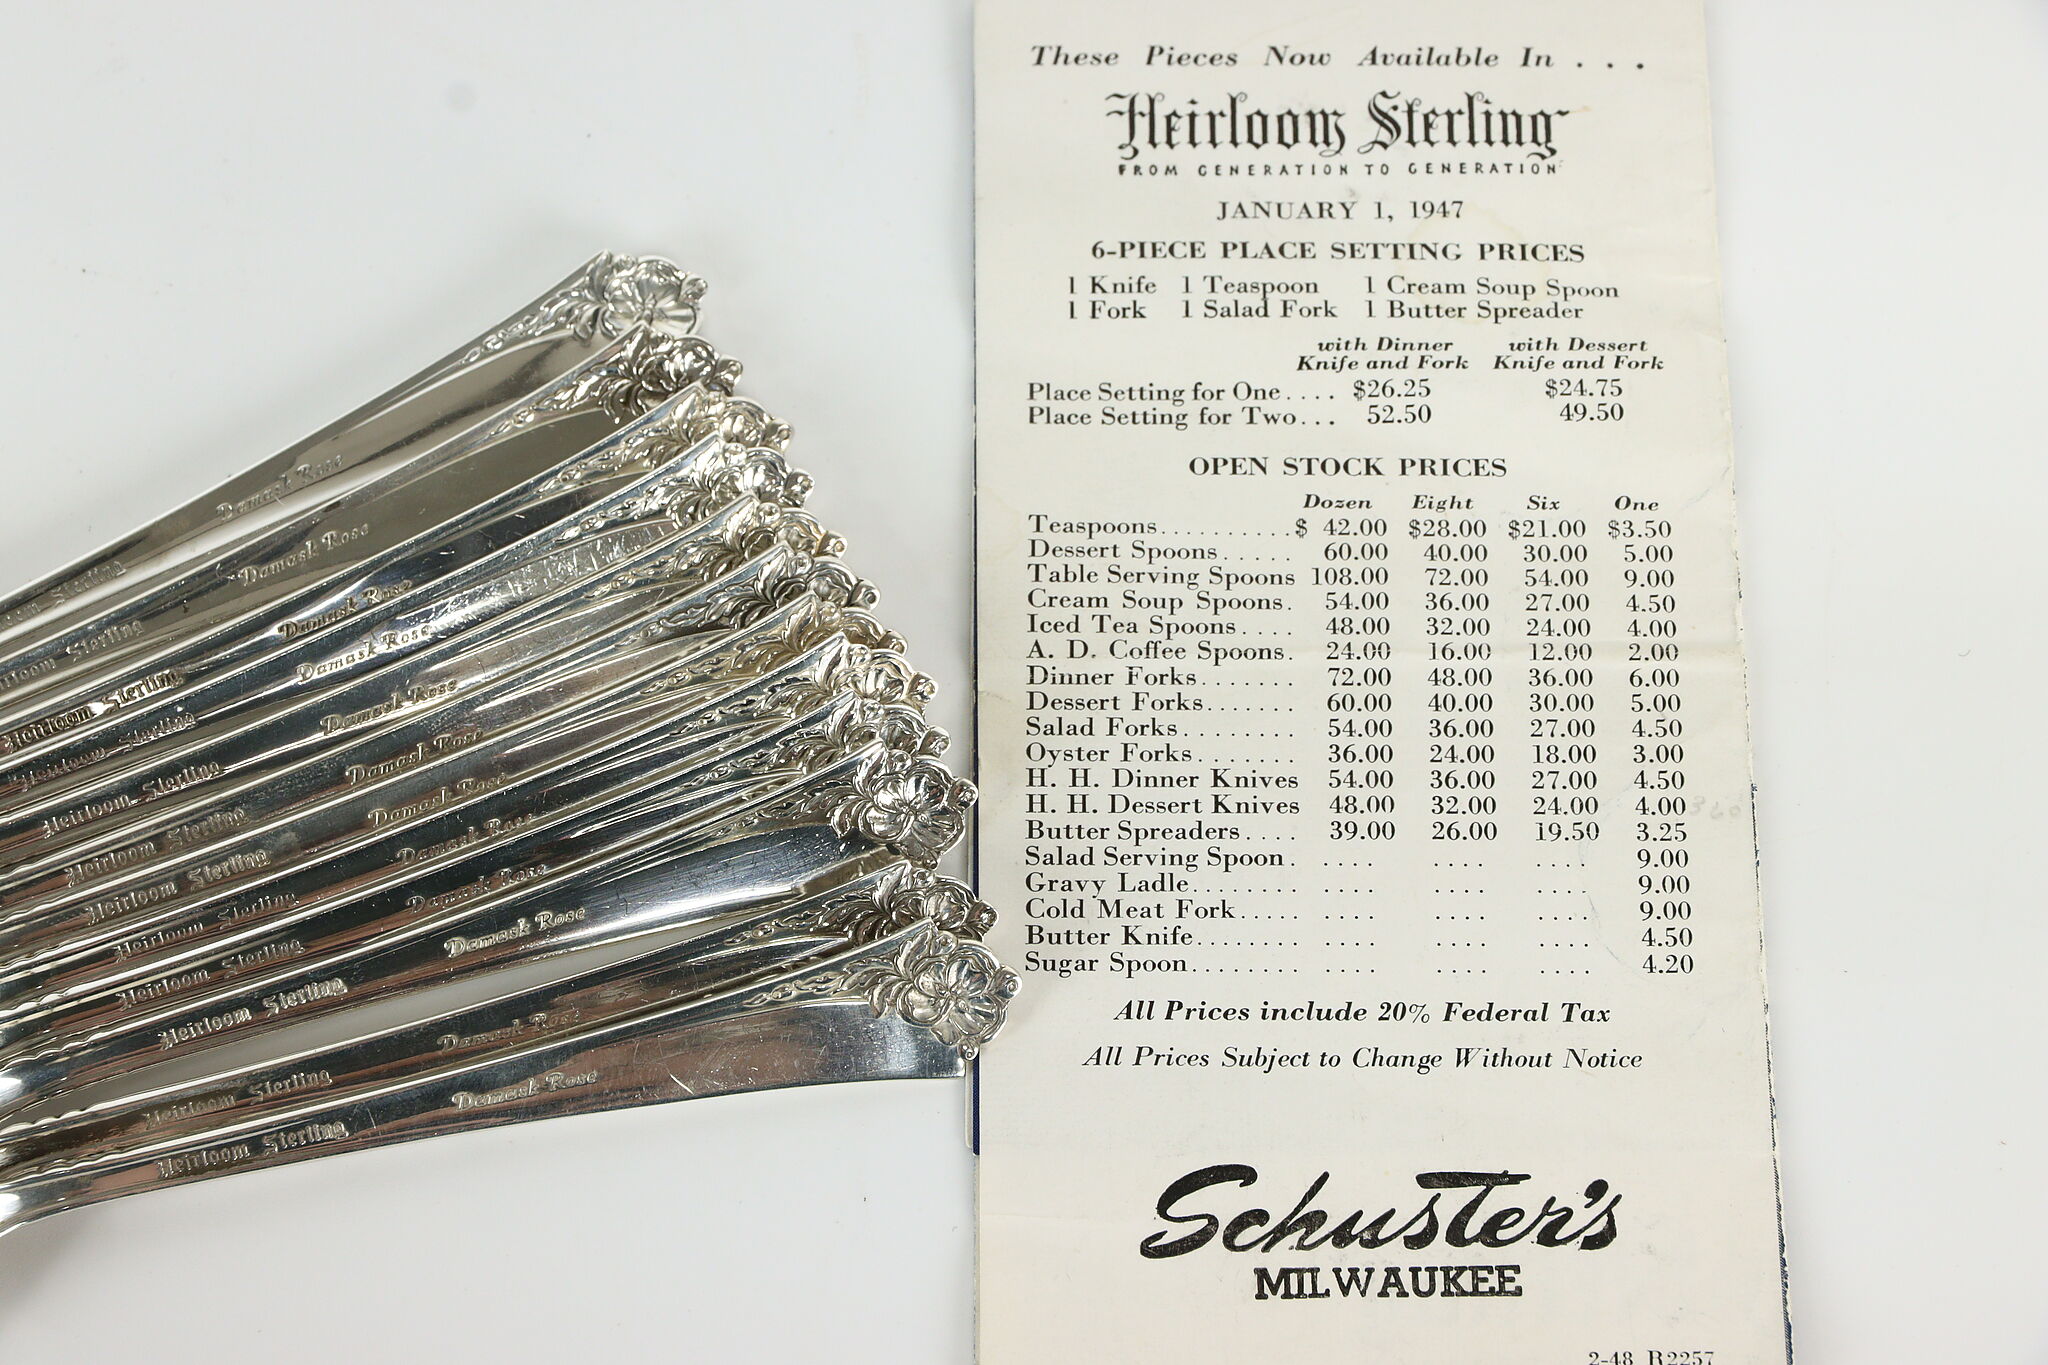 These Pieces Now Available In . . .
Heirloom Sterling
FROM GENERATION TO GENERATION
JANUARY 1, 1947
6-PIECE PLACE SETTING PRICES
1 Knife 1 Teaspoon 1 Cream Soup Spoon
1 Fork 1 Salad Fork 1 Butter Spreader
with Dinner with Dessert
Knife and Fork Knife and Fork
Place Setting for One.... $26.25 $24.75
Place Setting for Two... 52.50 49.50
OPEN STOCK PRICES
Dozen Eight Six One
Teaspoons...........$ 42.00 $28.00 $21.00 $3.50
Dessert Spoons...... 60.00 40.00 30.00 5.00
Table Serving Spoons 108.00 72.00 54.00 9.00
Cream Soup Spoons. 54.00 36.00 27.00 4.50
Iced Tea Spoons.... 48.00 32.00 24.00 4.00
A. D. Coffee Spoons. 24.00 16.00 12.00 2.00
Dinner Forks....... 72.00 48.00 36.00 6.00
Dessert Forks....... 60.00 40.00 30.00 5.00
Salad Forks........ 54.00 36.00 27.00 4.50
Oyster Forks....... 36.00 24.00 18.00 3.00
H. H. Dinner Knives 54.00 36.00 27.00 4.50
H. H. Dessert Knives 48.00 32.00 24.00 4.00
Butter Spreaders.... 39.00 26.00 19.50 3.25
Salad Serving Spoon. .... .... .... 9.00
Gravy Ladle........ .... .... .... 9.00
Cold Meat Fork..... .... .... .... 9.00
Butter Knife........ .... .... .... 4.50
Sugar Spoon........ .... .... .... 4.20
All Prices include 20% Federal Tax
All Prices Subject to Change Without Notice
Schuster's
MILWAUKEE
2-48 R2257
Sterling Damask Rose
Sterling Damask Rose
Heirloom Sterling Damask Rose
Heirloom Sterling Damask Rose
Heirloom Sterling Damask Rose
Heirloom Sterling Damask Rose
Heirloom Sterling Damask Rose
Heirloom Sterling Damask Rose
Heirloom Sterling Damask Rose
Heirloom Sterling Damask Rose
Heirloom Sterling Damask Rose
Heirloom Sterling Damask Rose